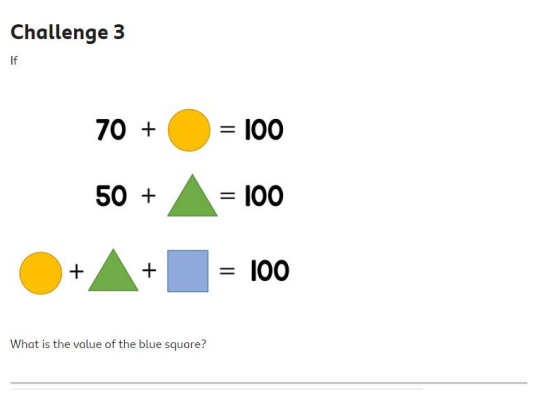 Challenge 3
If
70 + = 100
50 + = 100
+ + = 100
What is the value of the blue square?